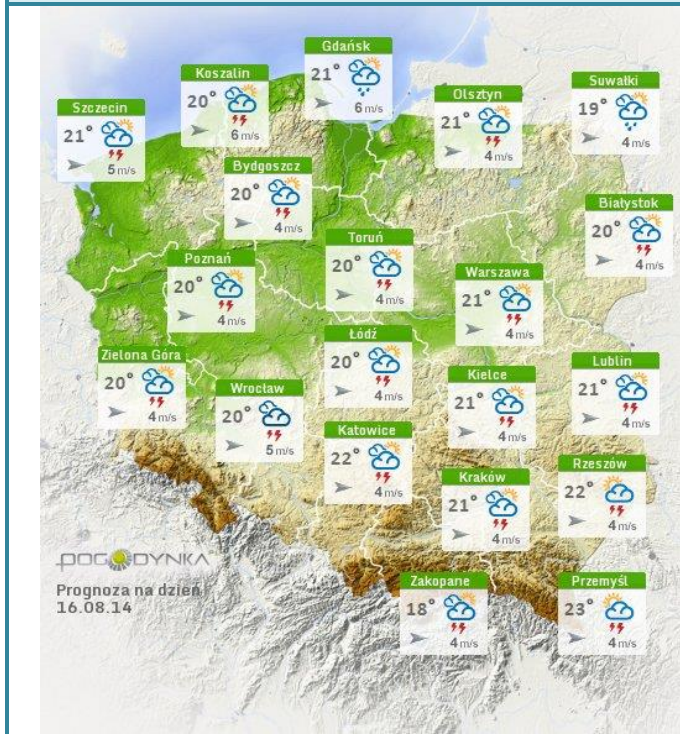 Gdańsk
21°
6 m/s
Koszalin
20°
6 m/s
Suwałki
19°
4 m/s
Olsztyn
21°
4 m/s
Szczecin
21°
5 m/s
Bydgoszcz
20°
4 m/s
Białystok
20°
4 m/s
Toruń
20°
4 m/s
Poznań
20°
4 m/s
Warszawa
21°
4 m/s
Łódź
20°
4 m/s
Zielona Góra
20°
4 m/s
Lublin
21°
4 m/s
Kielce
21°
4 m/s
Wrocław
20°
5 m/s
Katowice
22°
4 m/s
Rzeszów
22°
4 m/s
Kraków
21°
4 m/s
POGODYNKA
Prognoza na dzień
16.08.14
Zakopane
18°
4 m/s
Przemyśl
23°
4 m/s